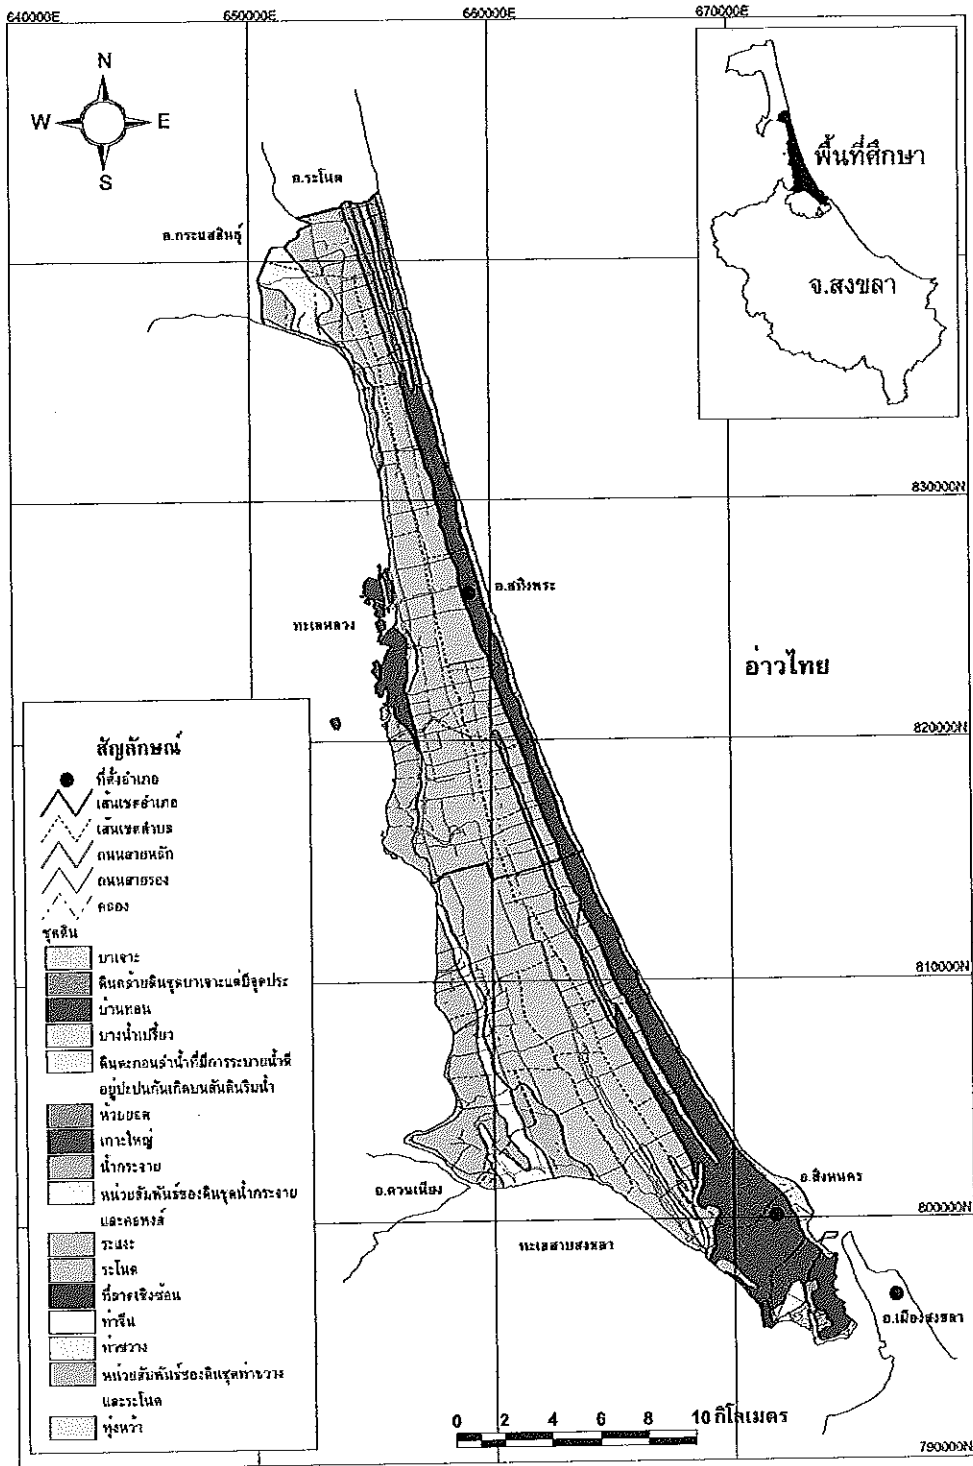 640000E
650000E
660000E
670000E
N
W
E
S
พื้นที่ศึกษา
จ.สงขลา
อ.ระโนด
อ.กระแสสินธุ์
830000N
อ.สทิงพระ
ทะเลหลวง
อ่าวไทย
820000N
สัญลักษณ์
ที่ตั้งอำเภอ
เส้นเขตอำเภอ
เส้นเขตตำบล
ถนนสายหลัก
ถนนสายรอง
คลอง
ชุดดิน
บาเจาะ
ดินคล้ายดินชุดบาเจาะแต่มีจุดประ
บ้านทอน
บางน้ำเปรี้ยว
ดินตะกอนลำน้ำที่มีการระบายน้ำดี
อยู่ปะปนกันเกิดบนสันดินริมน้ำ
ห้วยยอด
เกาะใหญ่
น้ำกระจาย
หน่วยสัมพันธ์ของดินชุดน้ำกระจาย
และคอหงส์
ระแงะ
ระโนด
ที่ลาดเชิงซ้อน
ท่าจีน
ท่าขวาง
หน่วยสัมพันธ์ของดินชุดท่าขวาง
และระโนด
ทุ่งหว้า
810000N
อ.ควนเนียง
อ.สิงหนคร
800000N
ทะเลสาบสงขลา
อ.เมืองสงขลา
0 2 4 6 8 10 กิโลเมตร
790000N